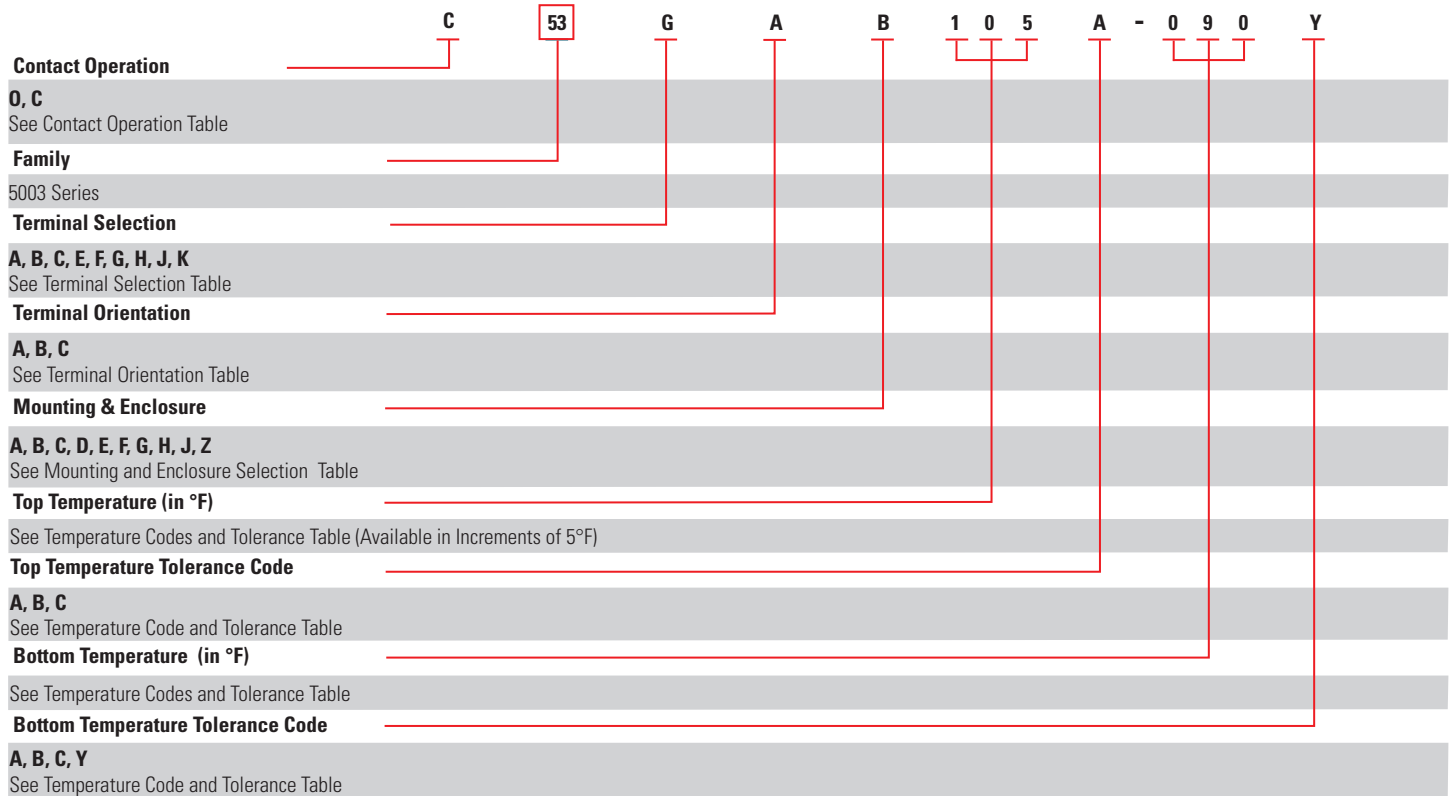 C 53 G A B 1 0 5 A - 0 9 0 Y
Contact Operation
O, C
See Contact Operation Table
Family
5003 Series
Terminal Selection
A, B, C, E, F, G, H, J, K
See Terminal Selection Table
Terminal Orientation
A, B, C
See Terminal Orientation Table
Mounting & Enclosure
A, B, C, D, E, F, G, H, J, Z
See Mounting and Enclosure Selection Table
Top Temperature (in °F)
See Temperature Codes and Tolerance Table (Available in Increments of 5°F)
Top Temperature Tolerance Code
A, B, C
See Temperature Code and Tolerance Table
Bottom Temperature (in °F)
See Temperature Codes and Tolerance Table
Bottom Temperature Tolerance Code
A, B, C, Y
See Temperature Code and Tolerance Table